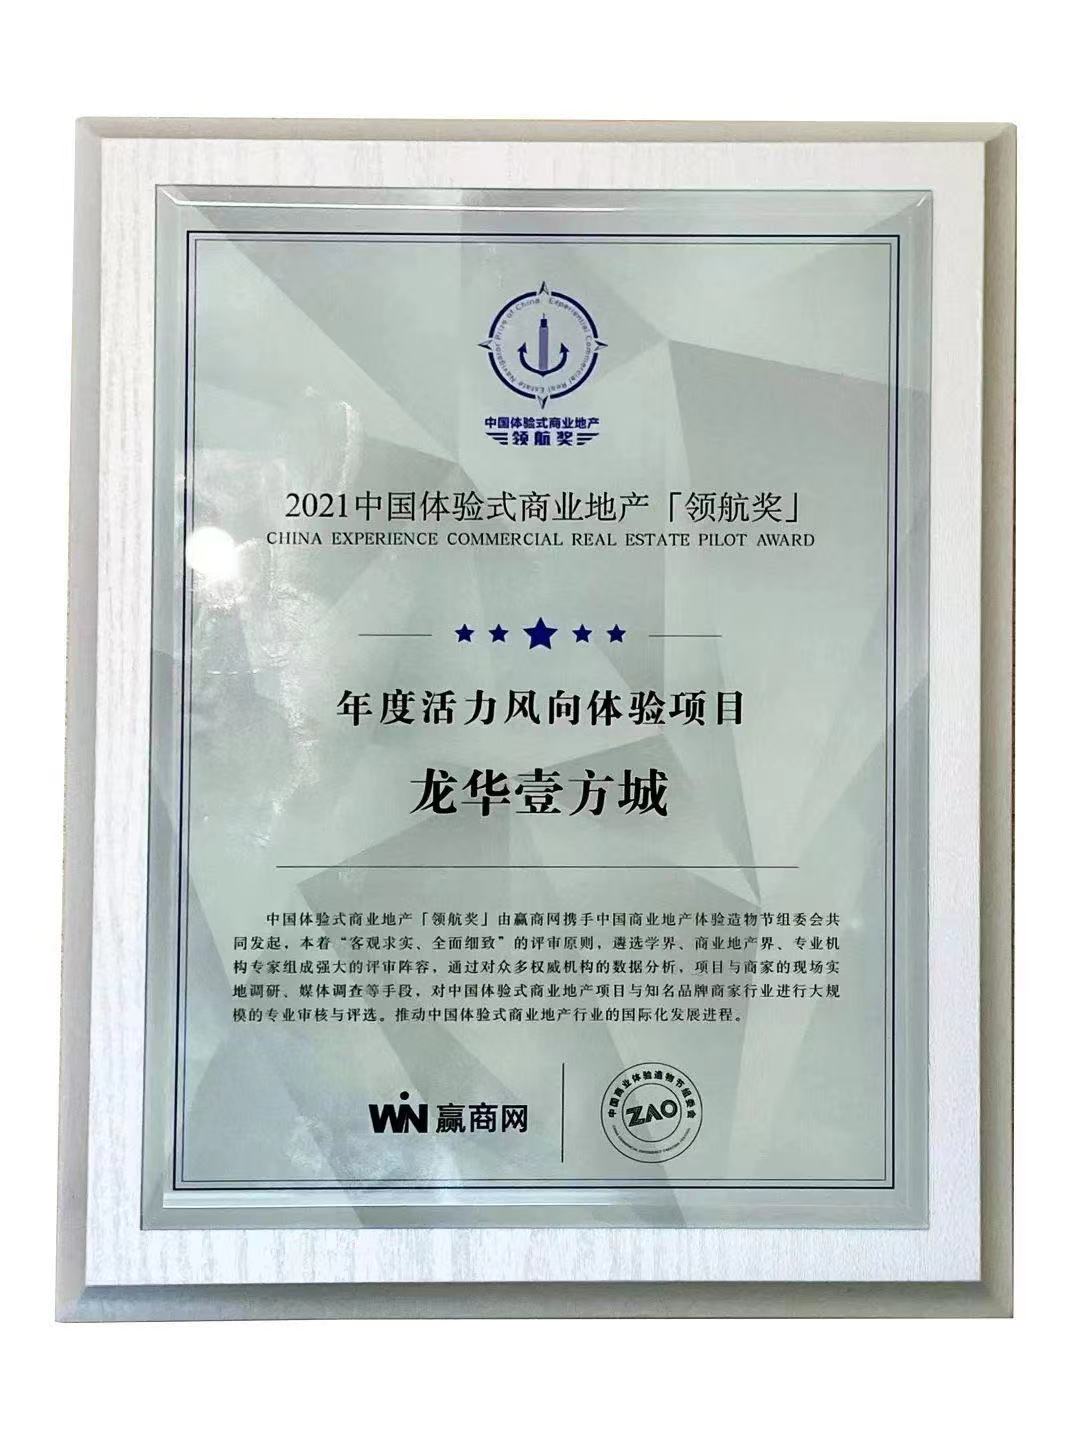 Navigator Prize of China Experiential Commercial Real Estate
中国体验式商业地产
领航奖
2021中国体验式商业地产「领航奖」
CHINA EXPERIENCE COMMERCIAL REAL ESTATE PILOT AWARD
年度活力风向体验项目
龙华壹方城
中国体验式商业地产「领航奖」由赢商网携手中国商业地产体验造物节组委会共
同发起，本着“客观求实、全面细致”的评审原则，遴选学界、商业地产界、专业机
构专家组成强大的评审阵容，通过对众多权威机构的数据分析，项目与商家的现场实
地调研、媒体调查等手段，对中国体验式商业地产项目与知名品牌商家行业进行大规
模的专业审核与评选。推动中国体验式商业地产行业的国际化发展进程。
WIN 赢商网
中国商业体验造物节组委会
ZAO